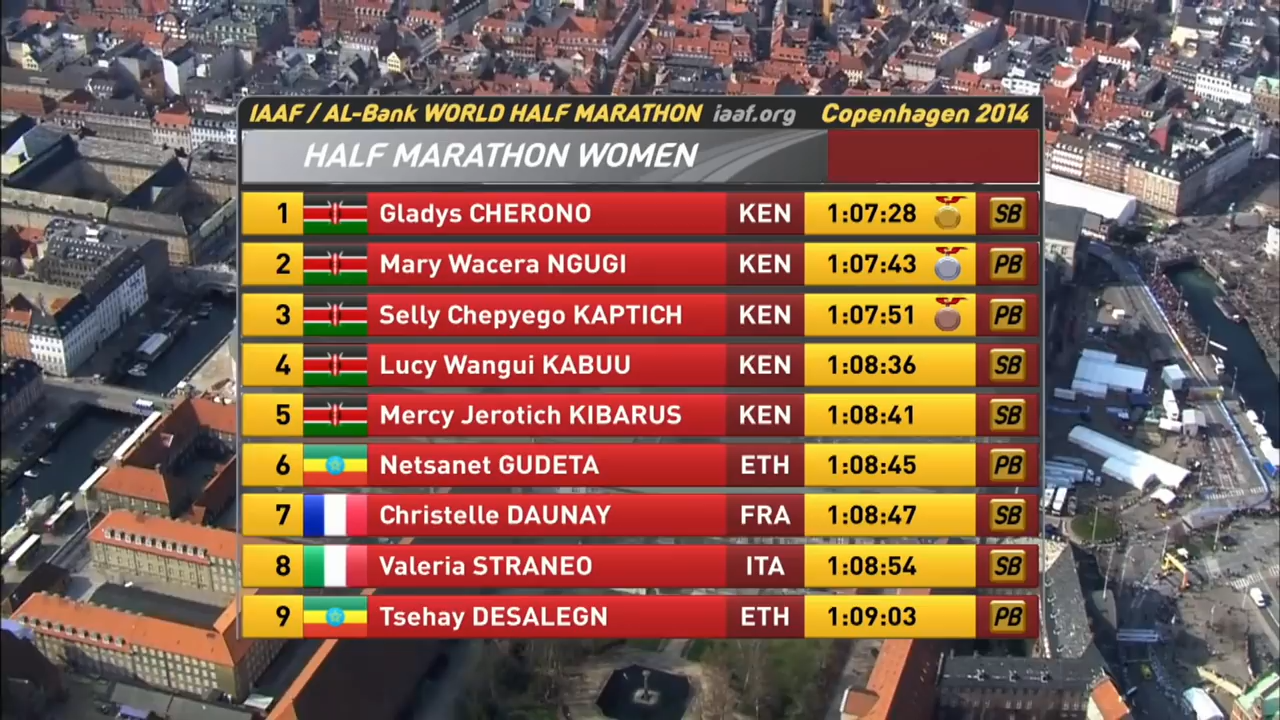 IAAF / AL-Bank WORLD HALF MARATHON iaaf.org Copenhagen 2014
HALF MARATHON WOMEN
1 Gladys CHERONO KEN 1:07:28 SB
2 Mary Wacera NGUGI KEN 1:07:43 PB
3 Selly Chepyego KAPTICH KEN 1:07:51 PB
4 Lucy Wangui KABUU KEN 1:08:36 SB
5 Mercy Jerotich KIBARUS KEN 1:08:41 SB
6 Netsanet GUDETA ETH 1:08:45 PB
7 Christelle DAUNAY FRA 1:08:47 SB
8 Valeria STRANEO ITA 1:08:54 SB
9 Tsehay DESALEGN ETH 1:09:03 PB